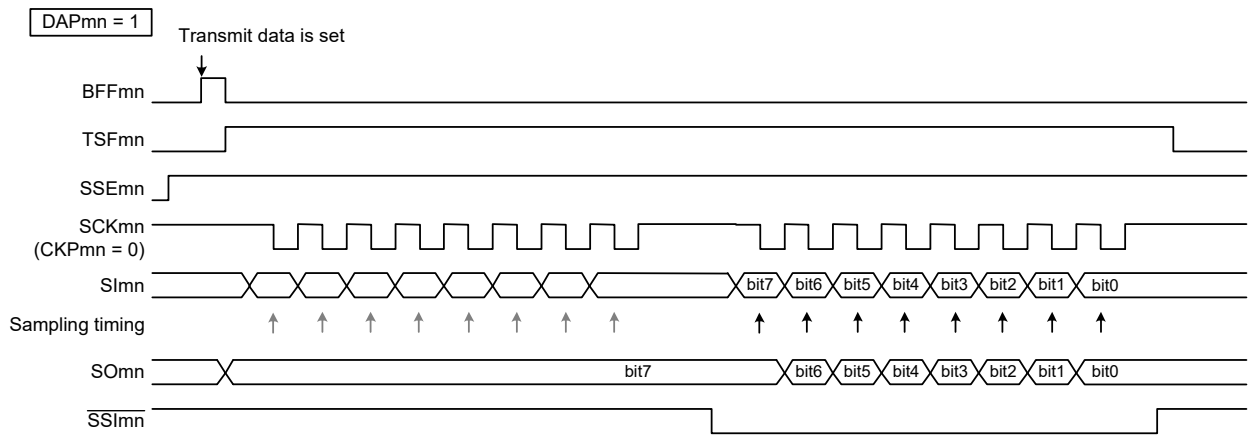 DAPmn = 1
Transmit data is set
BFFmn
TSFmn
SSEmn
SCKmn
(CKPmn = 0)
SImn
bit7 bit6 bit5 bit4 bit3 bit2 bit1 bit0
Sampling timing
SOmn
bit7 bit6 bit5 bit4 bit3 bit2 bit1 bit0
SSImn